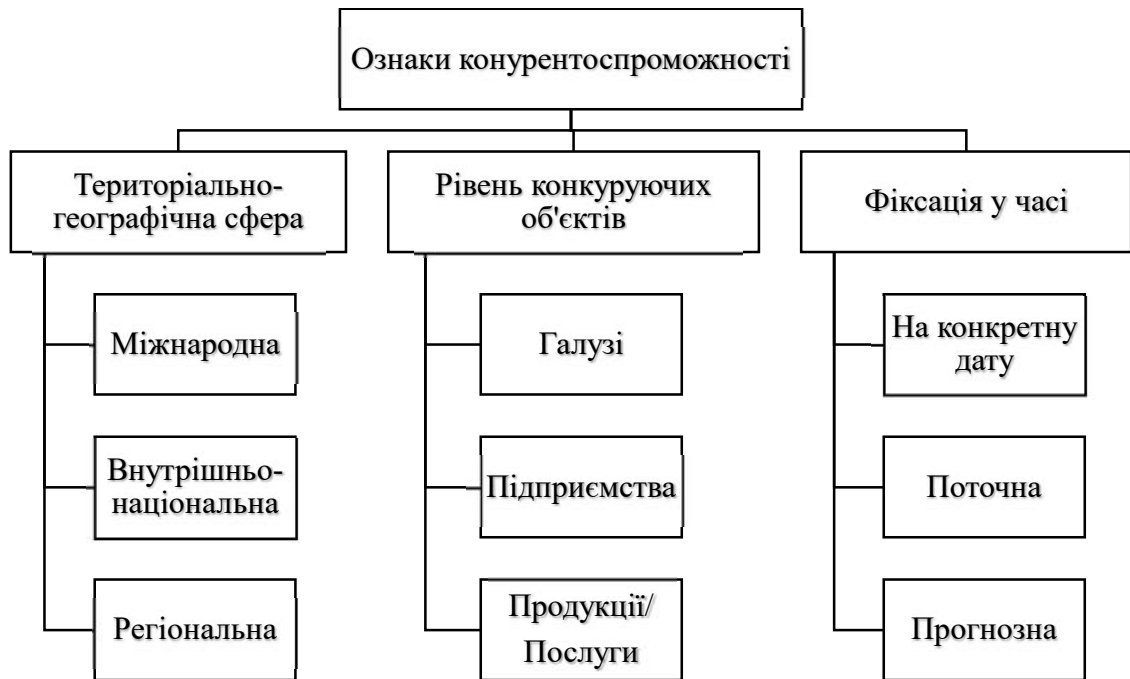 Ознаки конурентоспроможності
Територіально-
географічна сфера
Міжнародна
Внутрішньо-
національна
Регіональна
Рівень конкуруючих
об'єктів
Галузі
Підприємства
Продукції/
Послуги
Фіксація у часі
На конкретну
дату
Поточна
Прогнозна